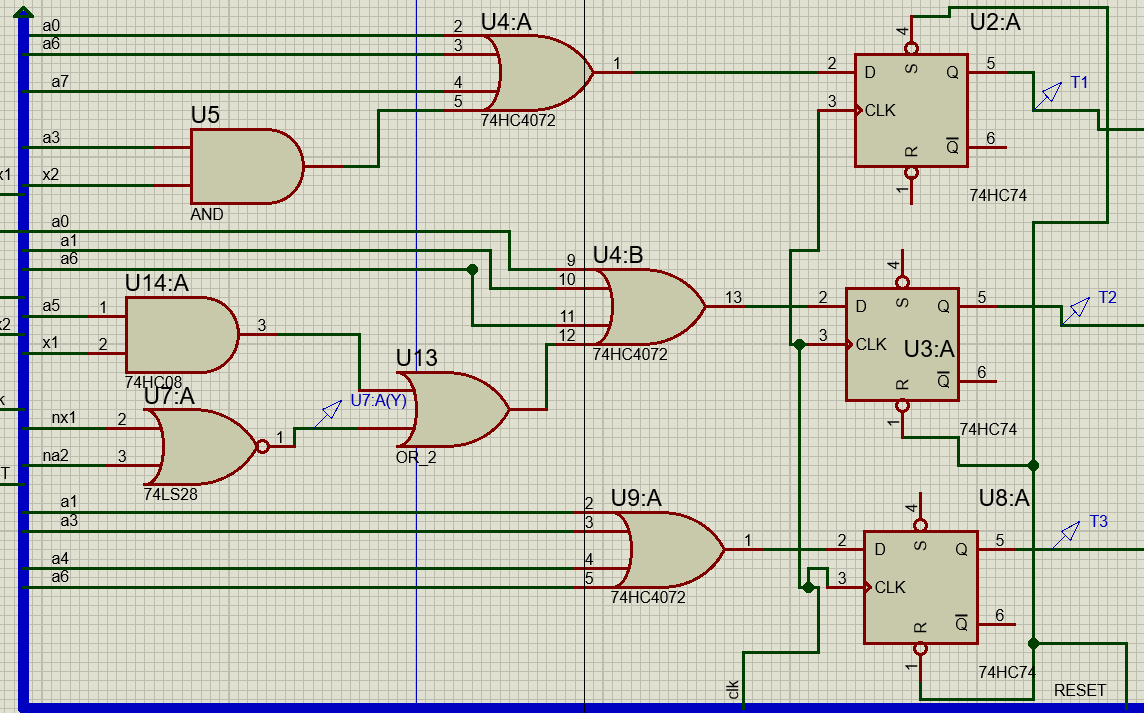 a0 2 U4:A
a6 3
a7 4
5
1
74HC4072
U5
a3
x2
AND
x1
4 U2:A
2 D S Q 5
T1
3 CLK
R Q 6
1
74HC74
a0
a1
a6
9 U4:B
10
11
12
13
74HC4072
U14:A
a5 1
x1 2
3
74HC08
x2
4
2 D S Q 5
T2
3 CLK U3:A
R Q 6
1
74HC74
U13
U7:A(Y)
OR_2
U7:A
nx1 2
na2 3
1
74LS28
k
T
a1 2 U9:A
a3 3
a4 4
a6 5
1
74HC4072
4 U8:A
2 D S Q 5
T3
3 CLK
R Q 6
1
74HC74
clk
RESET